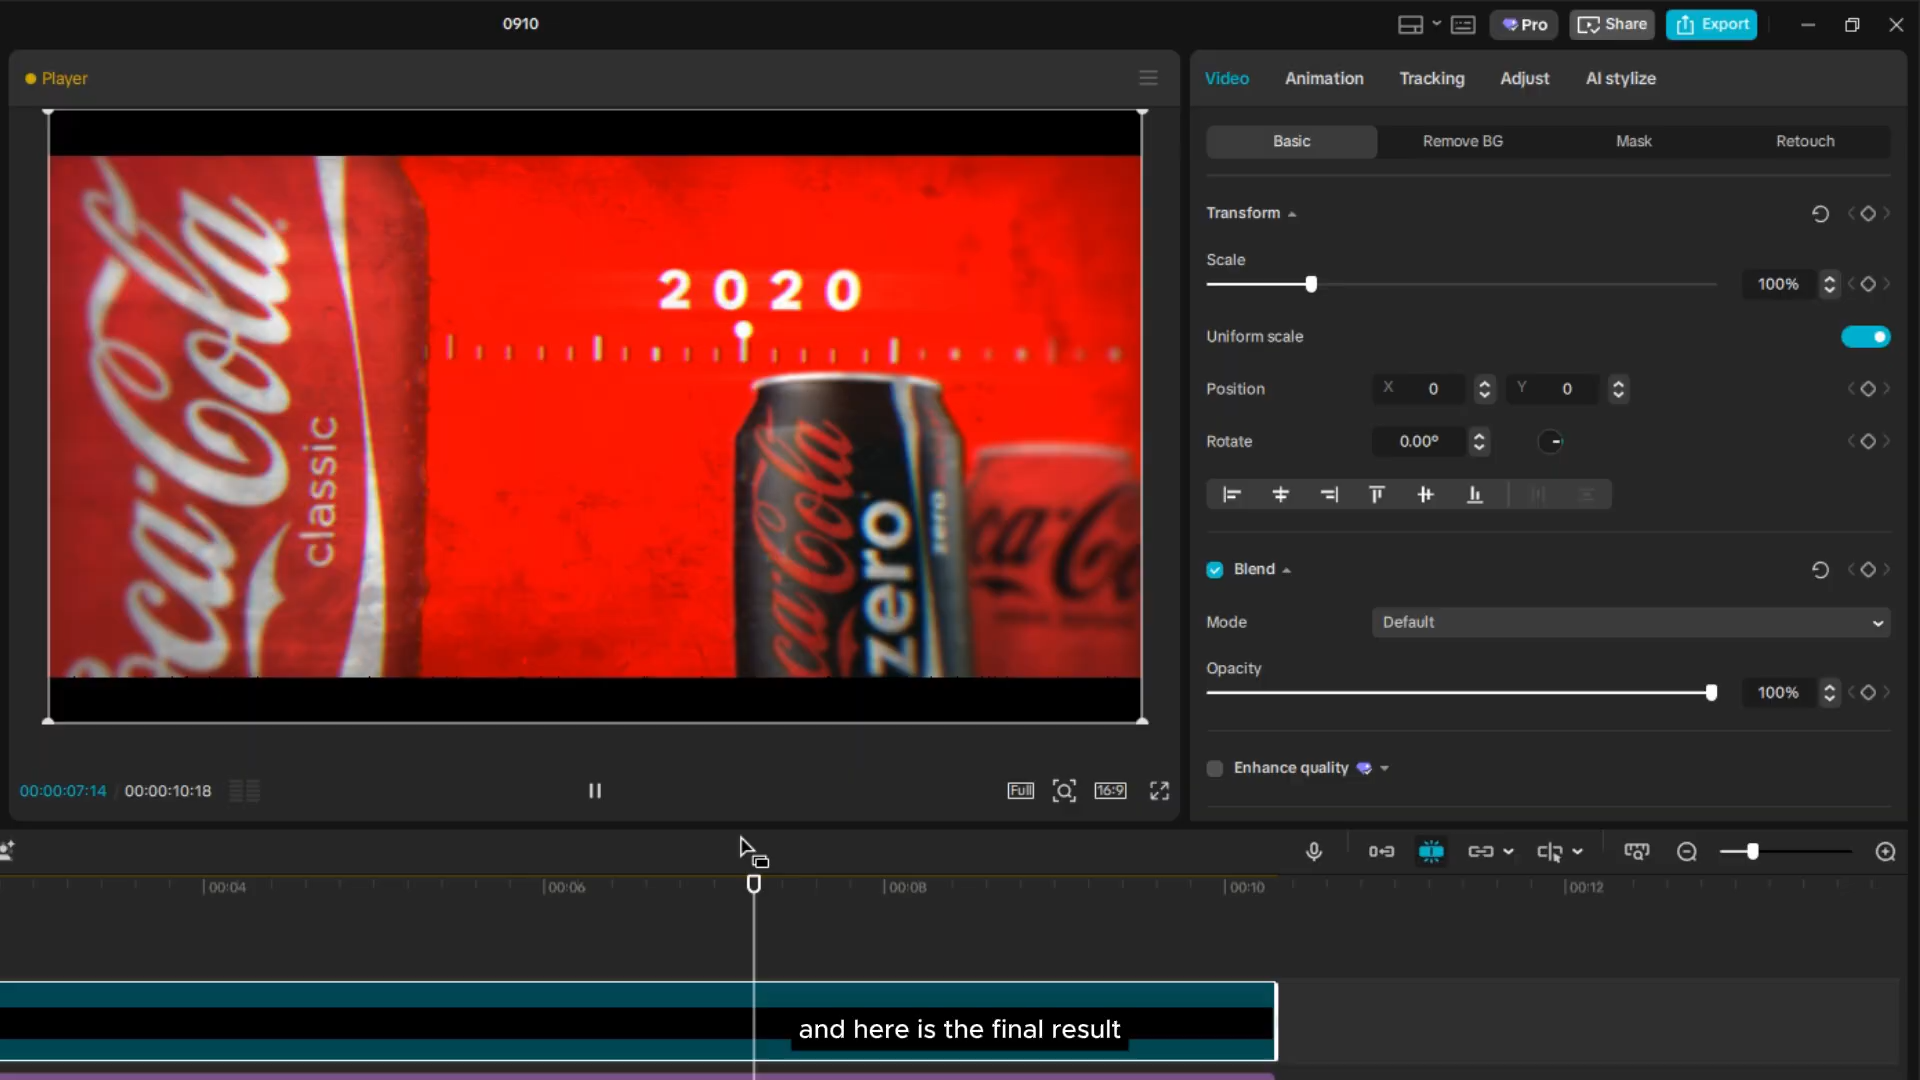 0910
Pro
Share
Export
Player
Video
Animation
Tracking
Adjust
AI stylize
Basic
Remove BG
Mask
Retouch
Transform
Scale
100%
Uniform scale
Position
X 0
Y 0
Rotate
0.00°
Blend
Mode
Default
Opacity
100%
Enhance quality
Coca-Cola
classic
2020
Coca-Cola
zero
zero
Ca-Co
00:00:07:14
00:00:10:18
Full
16:9
00:04
00:06
00:08
00:10
00:12
and here is the final result